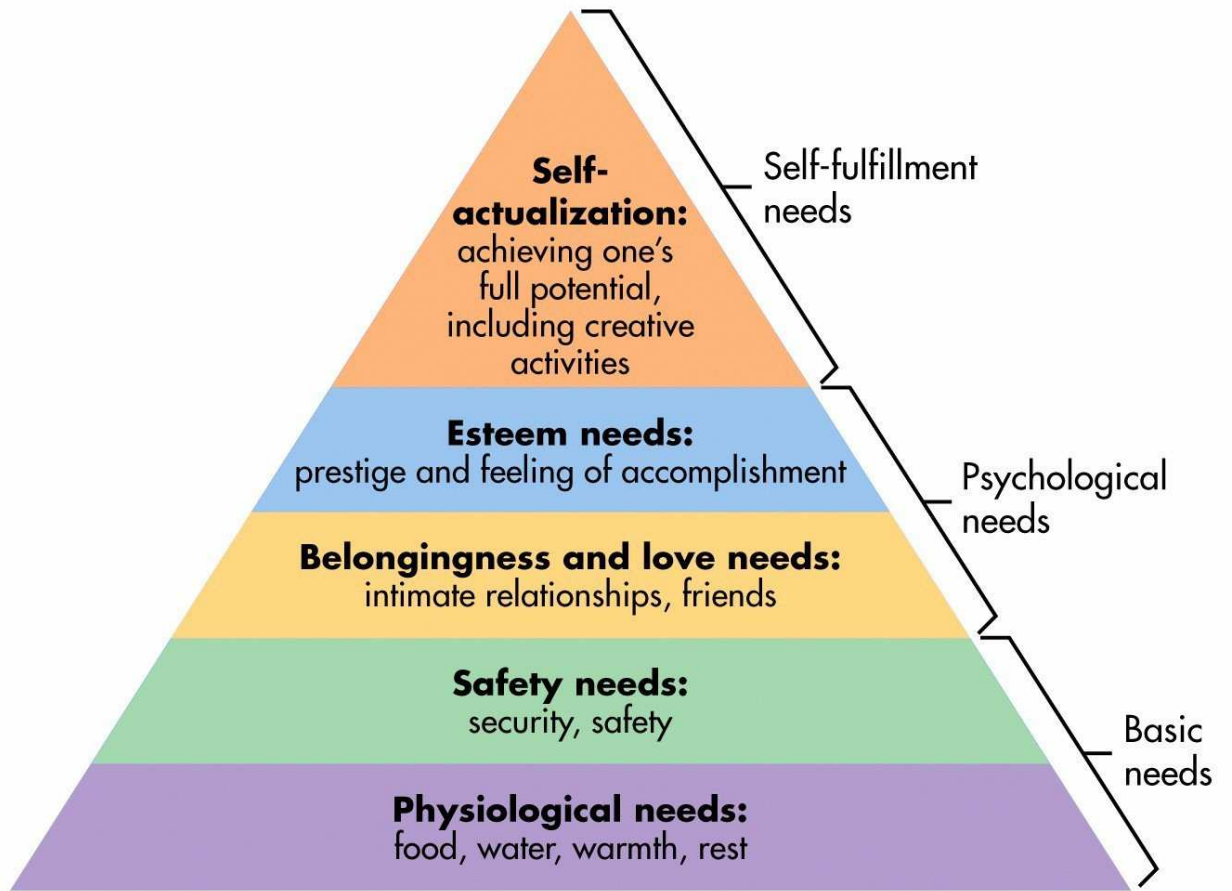 Self-
actualization:
achieving one's
full potential,
including creative
activities
Self-fulfillment
needs
Esteem needs:
prestige and feeling of accomplishment
Belongingness and love needs:
intimate relationships, friends
Psychological
needs
Safety needs:
security, safety
Physiological needs:
food, water, warmth, rest
Basic
needs